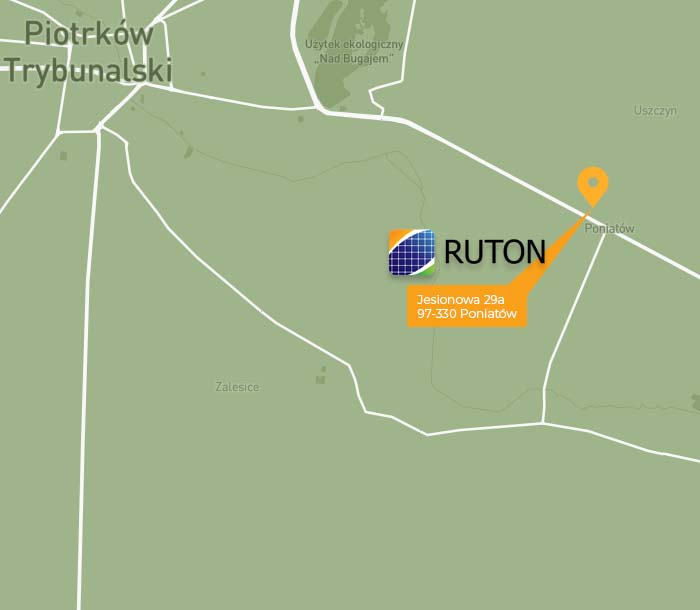 Piotrków
Trybunalski
Użytek ekologiczny
„Nad Bugajem”
Uszczyn
Poniatów
RUTON
Jesionowa 29a
97-330 Poniatów
Zalesice